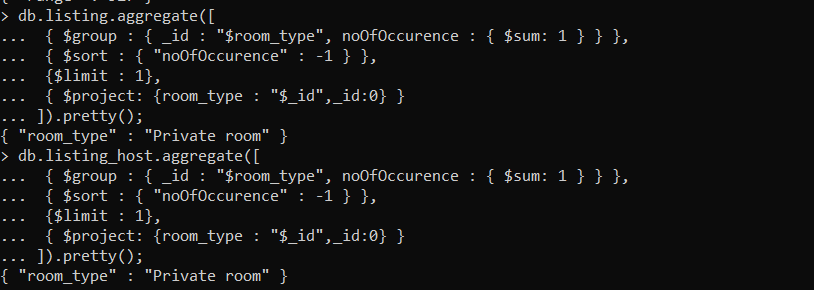 > db.listing.aggregate([
...  { $group : { _id : "$room_type", noOfOccurence : { $sum: 1 } } },
...  { $sort : { "noOfOccurence" : -1 } },
...  {$limit : 1},
...  { $project: {room_type : "$_id",_id:0} }
... ]).pretty();
{ "room_type" : "Private room" }
> db.listing_host.aggregate([
...  { $group : { _id : "$room_type", noOfOccurence : { $sum: 1 } } },
...  { $sort : { "noOfOccurence" : -1 } },
...  {$limit : 1},
...  { $project: {room_type : "$_id",_id:0} }
... ]).pretty();
{ "room_type" : "Private room" }